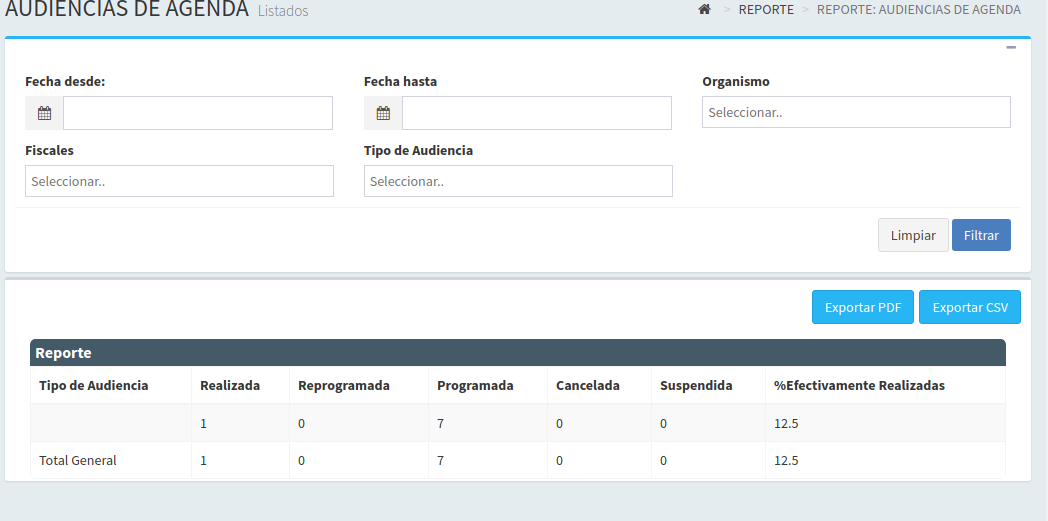 AUDIENCIAS DE AGENDA Listados
> REPORTE > REPORTE: AUDIENCIAS DE AGENDA
Fecha desde: Fecha hasta Organismo
Seleccionar..
Fiscales Tipo de Audiencia
Seleccionar.. Seleccionar..
Limpiar Filtrar
Exportar PDF Exportar CSV
Reporte
Tipo de Audiencia Realizada Reprogramada Programada Cancelada Suspendida %Efectivamente Realizadas
1 0 7 0 0 12.5
Total General 1 0 7 0 0 12.5